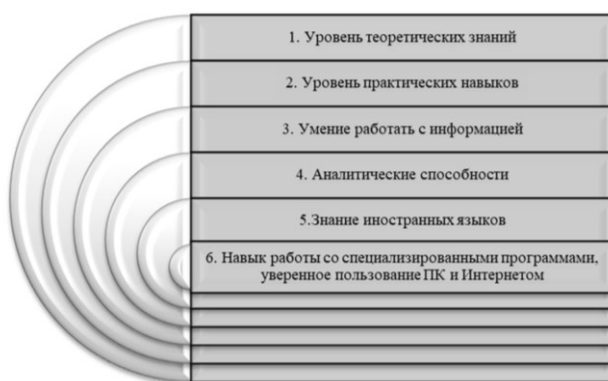 1. Уровень теоретических знаний
2. Уровень практических навыков
3. Умение работать с информацией
4. Аналитические способности
5.Знание иностранных языков
6. Навык работы со специализированными программами,
уверенное пользование ПК и Интернетом